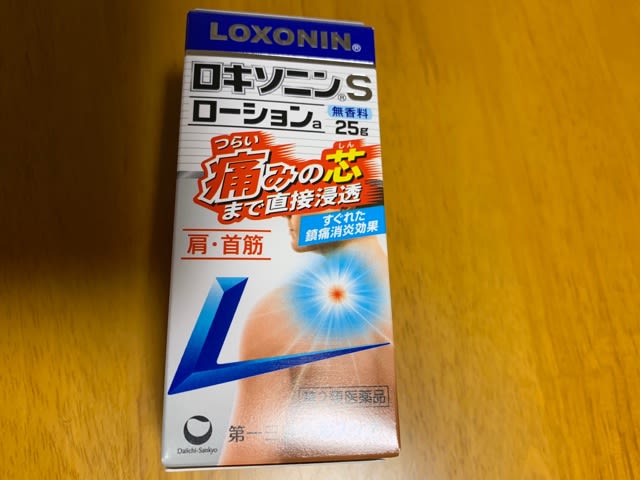 LOXONIN®
ロキソニン®S
ローションa
無香料
25g
つらい
痛みの芯
しん
まで直接浸透
すぐれた
鎮痛消炎効果
肩・首筋
第2類医薬品
Daiichi-Sankyo
第一三